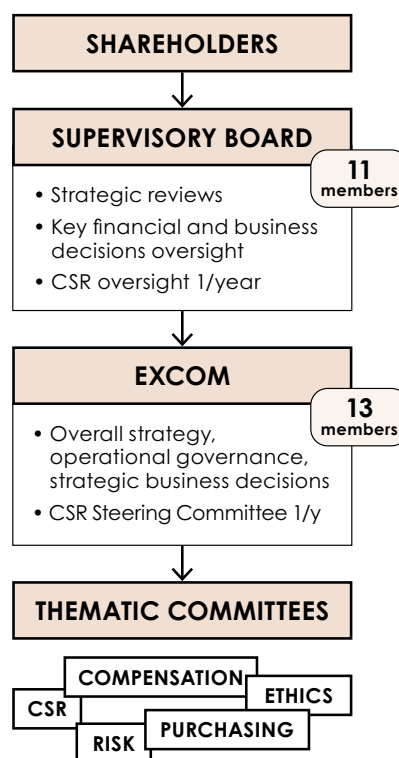 SHAREHOLDERS
SUPERVISORY BOARD
11
members
• Strategic reviews
• Key financial and business
decisions oversight
• CSR oversight 1/year
EXCOM
13
members
• Overall strategy,
operational governance,
strategic business decisions
• CSR Steering Committee 1/y
THEMATIC COMMITTEES
COMPENSATION
ETHICS
CSR
PURCHASING
RISK